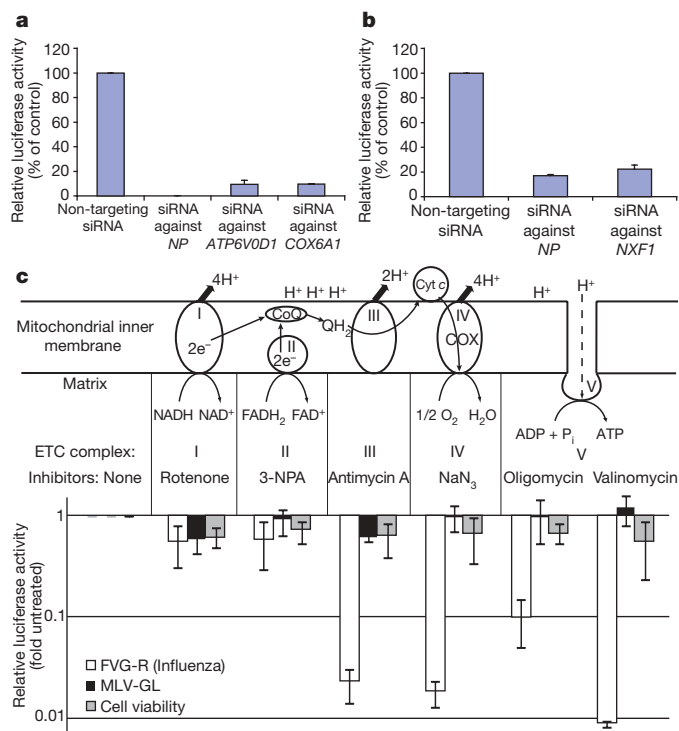 a
Relative luciferase activity
(% of control)
120
100
80
60
40
20
0
Non-targeting
siRNA
siRNA
against
NP
siRNA
against
ATP6V0D1
siRNA
against
COX6A1
b
Relative luciferase activity
(% of control)
120
100
80
60
40
20
0
Non-targeting
siRNA
siRNA
against
NP
siRNA
against
NXF1
c
4H+
H+ H+ H+
2H+
Cyt c
4H+
H+
H+
Mitochondrial inner
membrane
I
2e−
CoQ
II
2e−
QH2
III
IV
COX
V
Matrix
NADH NAD+
FADH2 FAD+
1/2 O2 H2O
ADP + Pi ATP
ETC complex:
I
II
III
IV
V
Inhibitors: None
Rotenone
3-NPA
Antimycin A
NaN3
Oligomycin
Valinomycin
Relative luciferase activity
(fold untreated)
1
0.1
0.01
FVG-R (Influenza)
MLV-GL
Cell viability